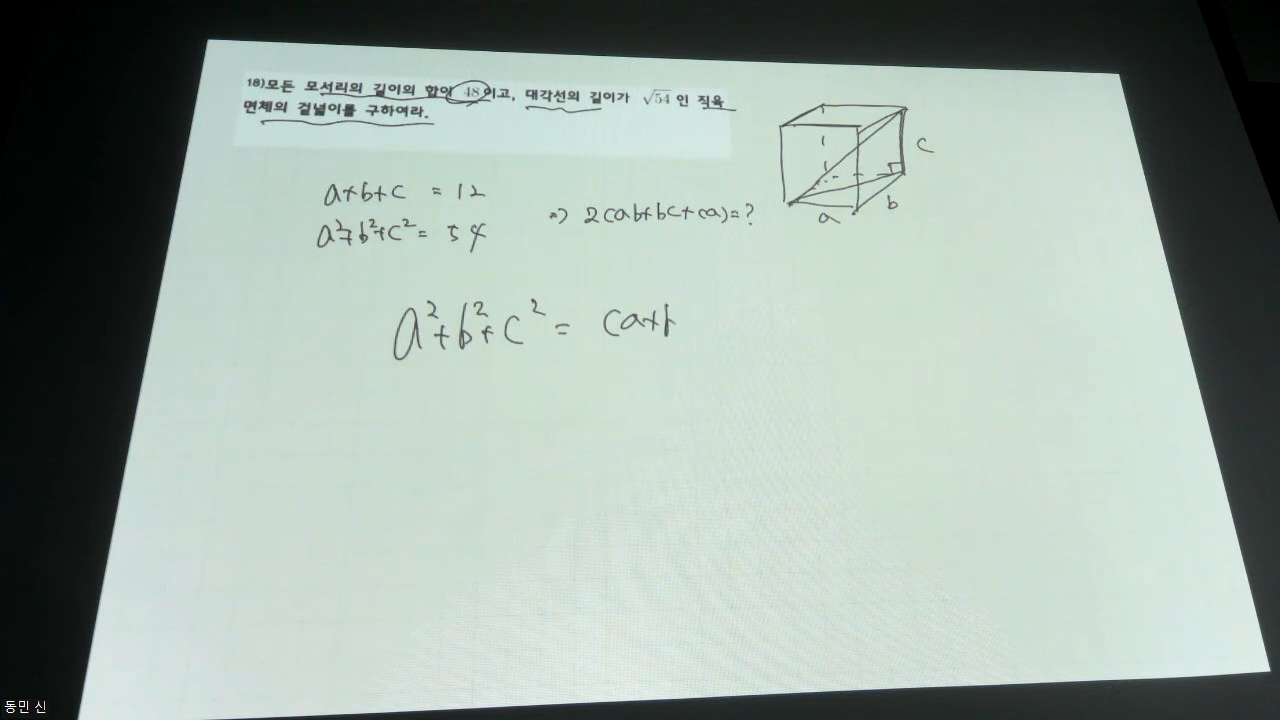 18)모든 모서리의 길이의 합이 48이고, 대각선의 길이가 √54 인 직육
면체의 겉넓이를 구하여라.
a+b+c = 12
a²+b²+c² = 54
⇒ 2(ab+bc+ca)=?
c
b
a
a²+b²+c² = (a+b
동민 신